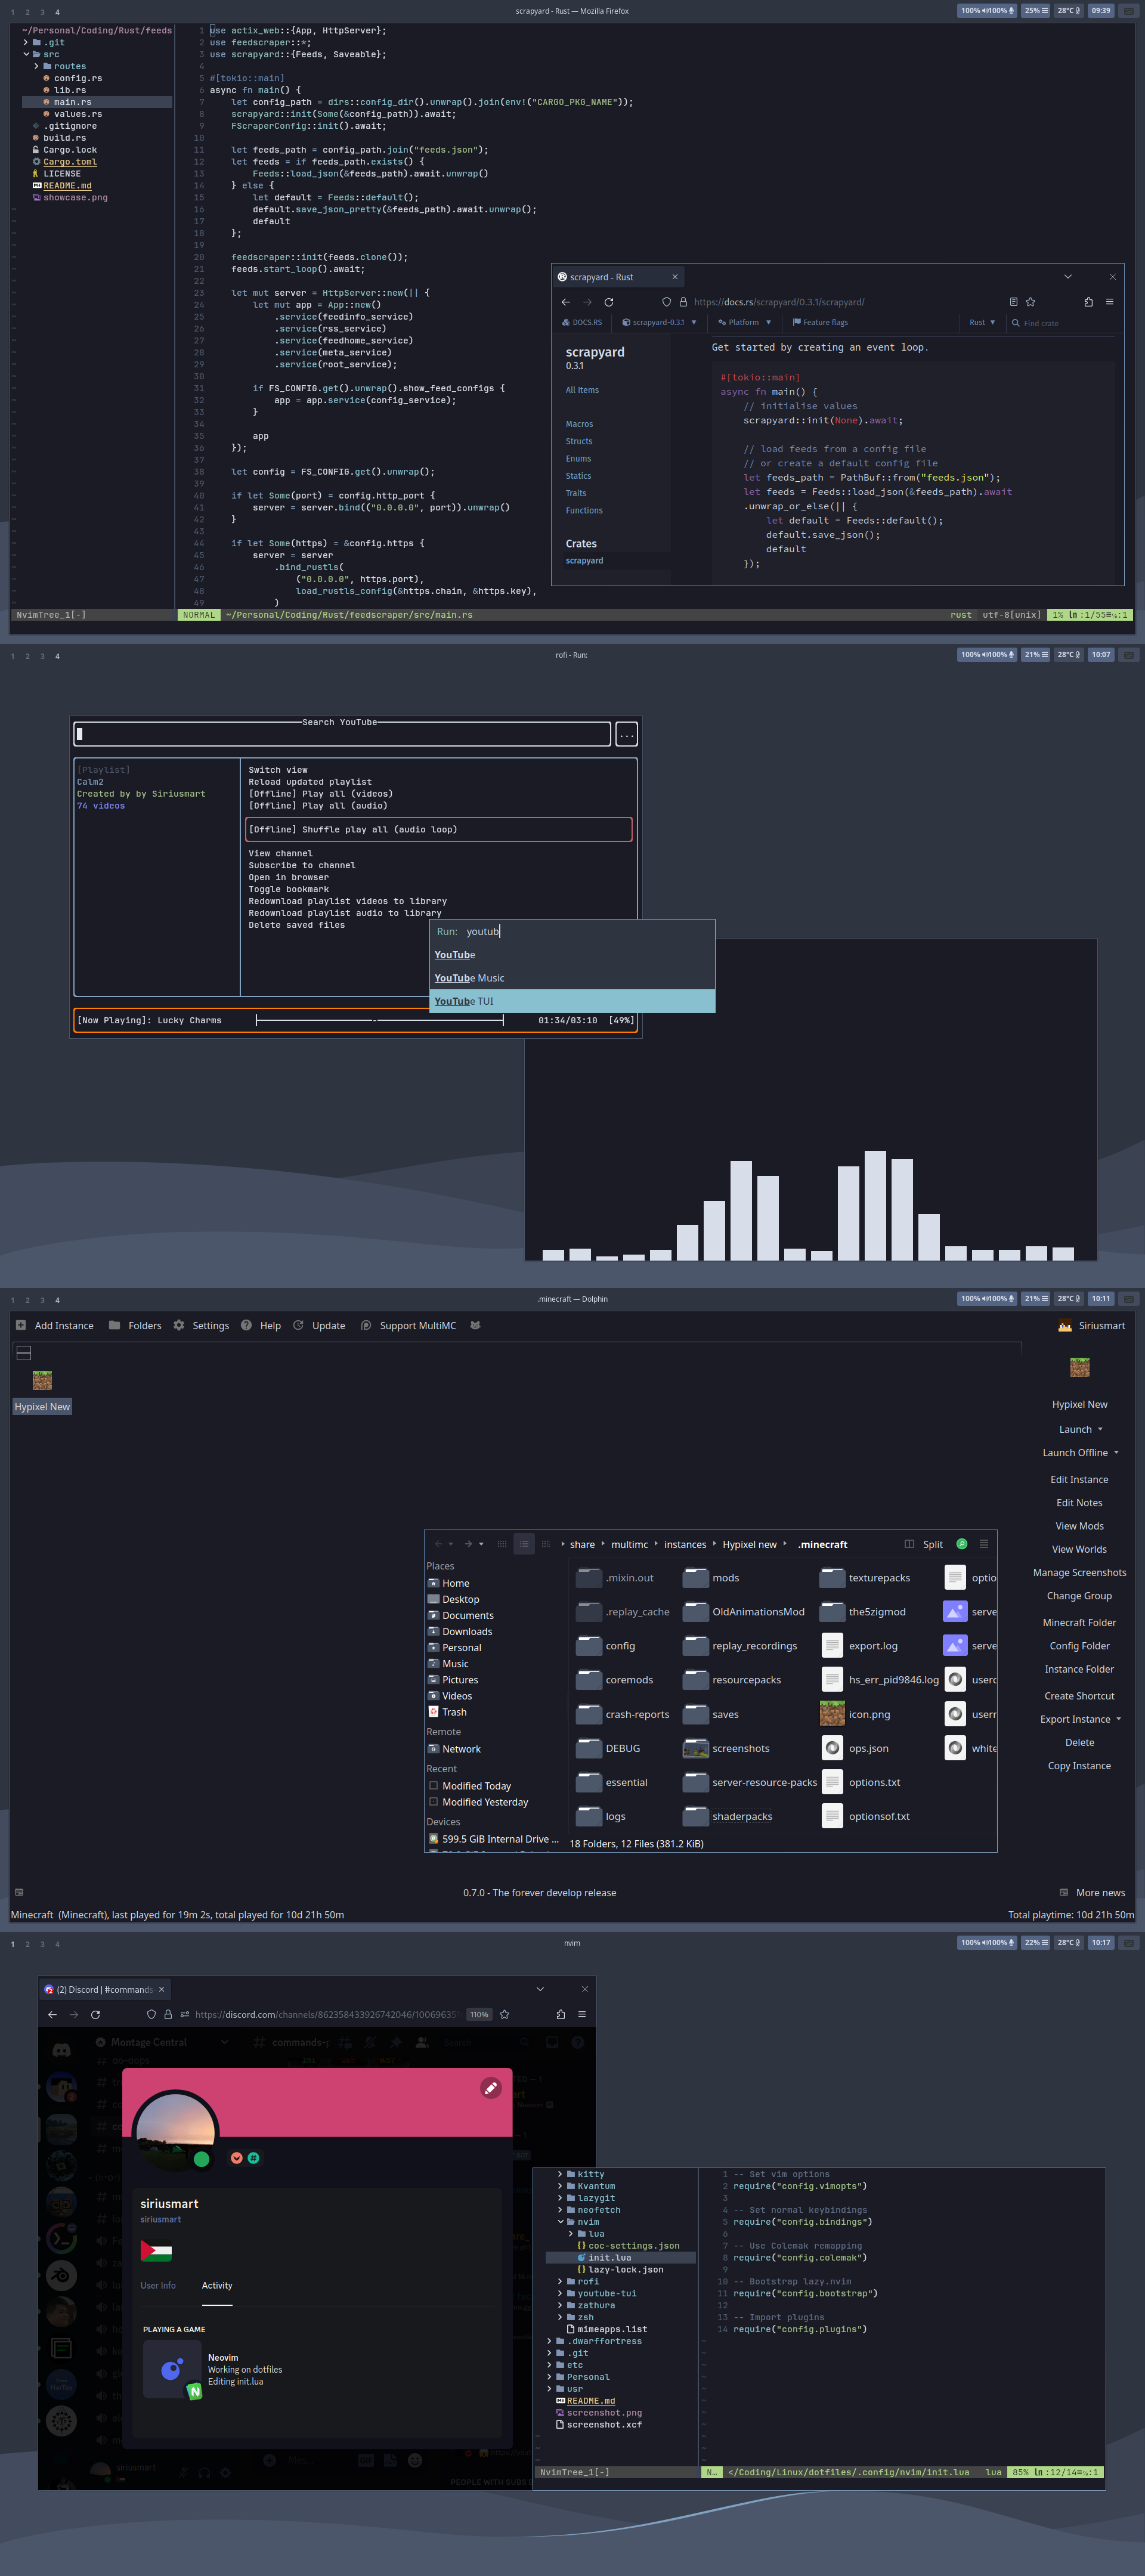 1 2 3 4
scrapyard - Rust — Mozilla Firefox
100% 100% 25% 28°C 09:39
~/Personal/Coding/Rust/feeds
.git
src
routes
config.rs
lib.rs
main.rs
values.rs
.gitignore
build.rs
Cargo.lock
Cargo.toml
LICENSE
README.md
showcase.png
1 use actix_web::{App, HttpServer};
2 use feedscraper::*;
3 use scrapyard::{Feeds, Saveable};
4
5 #[tokio::main]
6 async fn main() {
7 let config_path = dirs::config_dir().unwrap().join(env!("CARGO_PKG_NAME"));
8 scrapyard::init(Some(&config_path)).await;
9 FScraperConfig::init().await;
10
11 let feeds_path = config_path.join("feeds.json");
12 let feeds = if feeds_path.exists() {
13 Feeds::load_json(&feeds_path).await.unwrap()
14 } else {
15 let default = Feeds::default();
16 default.save_json_pretty(&feeds_path).await.unwrap();
17 default
18 };
19
20 feedscraper::init(feeds.clone());
21 feeds.start_loop().await;
22
23 let mut server = HttpServer::new(|| {
24 let mut app = App::new()
25 .service(feedinfo_service)
26 .service(rss_service)
27 .service(feedhome_service)
28 .service(meta_service)
29 .service(root_service);
30
31 if FS_CONFIG.get().unwrap().show_feed_configs {
32 app = app.service(config_service);
33 }
34
35 app
36 });
37
38 let config = FS_CONFIG.get().unwrap();
39
40 if let Some(port) = config.http_port {
41 server = server.bind(("0.0.0.0", port)).unwrap()
42 }
43
44 if let Some(https) = &config.https {
45 server = server
46 .bind_rustls(
47 ("0.0.0.0", https.port),
48 load_rustls_config(&https.chain, &https.key),
49 )
NvimTree_1[-]
NORMAL ~/Personal/Coding/Rust/feedscraper/src/main.rs
rust utf-8[unix] 1% ln :1/55≡℅:1
scrapyard - Rust
https://docs.rs/scrapyard/0.3.1/scrapyard/
DOCS.RS scrapyard-0.3.1 Platform Feature flags Rust Find crate
scrapyard
0.3.1
All Items
Macros
Structs
Enums
Statics
Traits
Functions
Crates
scrapyard
Get started by creating an event loop.
#[tokio::main]
async fn main() {
// initialise values
scrapyard::init(None).await;
// load feeds from a config file
// or create a default config file
let feeds_path = PathBuf::from("feeds.json");
let feeds = Feeds::load_json(&feeds_path).await
.unwrap_or_else(|| {
let default = Feeds::default();
default.save_json();
default
});
1 2 3 4
rofi - Run:
100% 100% 21% 28°C 10:07
Search YouTube
...
[Playlist]
Calm2
Created by by Siriusmart
74 videos
Switch view
Reload updated playlist
[Offline] Play all (videos)
[Offline] Play all (audio)
[Offline] Shuffle play all (audio loop)
View channel
Subscribe to channel
Open in browser
Toggle bookmark
Redownload playlist videos to library
Redownload playlist audio to library
Delete saved files
Run: youtub
YouTube
YouTube Music
YouTube TUI
[Now Playing]: Lucky Charms
01:34/03:10 [49%]
1 2 3 4
.minecraft — Dolphin
100% 100% 21% 28°C 10:11
Add Instance Folders Settings Help Update Support MultiMC
Siriusmart
Hypixel New
Hypixel New
Launch
Launch Offline
Edit Instance
Edit Notes
View Mods
View Worlds
Manage Screenshots
Change Group
Minecraft Folder
Config Folder
Instance Folder
Create Shortcut
Export Instance
Delete
Copy Instance
share multimc instances Hypixel new .minecraft
Split
Places
Home
Desktop
Documents
Downloads
Personal
Music
Pictures
Videos
Trash
Remote
Network
Recent
Modified Today
Modified Yesterday
Devices
599.5 GiB Internal Drive ...
.mixin.out mods texturepacks optio
.replay_cache OldAnimationsMod the5zigmod serve
config replay_recordings export.log serve
coremods resourcepacks hs_err_pid9846.log userc
crash-reports saves icon.png userr
DEBUG screenshots ops.json white
essential server-resource-packs options.txt
logs shaderpacks optionsof.txt
18 Folders, 12 Files (381.2 KiB)
0.7.0 - The forever develop release
More news
Minecraft (Minecraft), last played for 19m 2s, total played for 10d 21h 50m
Total playtime: 10d 21h 50m
1 2 3 4
nvim
100% 100% 22% 28°C 10:17
(2) Discord | #commands-
https://discord.com/channels/862358433926742046/10069635
110%
Montage Central
commands-
Search
siriusmart
siriusmart
User Info
Activity
PLAYING A GAME
Neovim
Working on dotfiles
Editing init.lua
siriusmart
PEOPLE WITH SUBS
kitty
Kvantum
lazygit
neofetch
nvim
lua
coc-settings.json
init.lua
lazy-lock.json
rofi
youtube-tui
zathura
zsh
mimeapps.list
.dwarffortress
.git
etc
Personal
usr
README.md
screenshot.png
screenshot.xcf
1 -- Set vim options
2 require("config.vimopts")
3
4 -- Set normal keybindings
5 require("config.bindings")
6
7 -- Use Colemak remapping
8 require("config.colemak")
9
10 -- Bootstrap lazy.nvim
11 require("config.bootstrap")
12
13 -- Import plugins
14 require("config.plugins")
NvimTree_1[-]
N… </Coding/Linux/dotfiles/.config/nvim/init.lua lua 85% ln :12/14≡℅:1